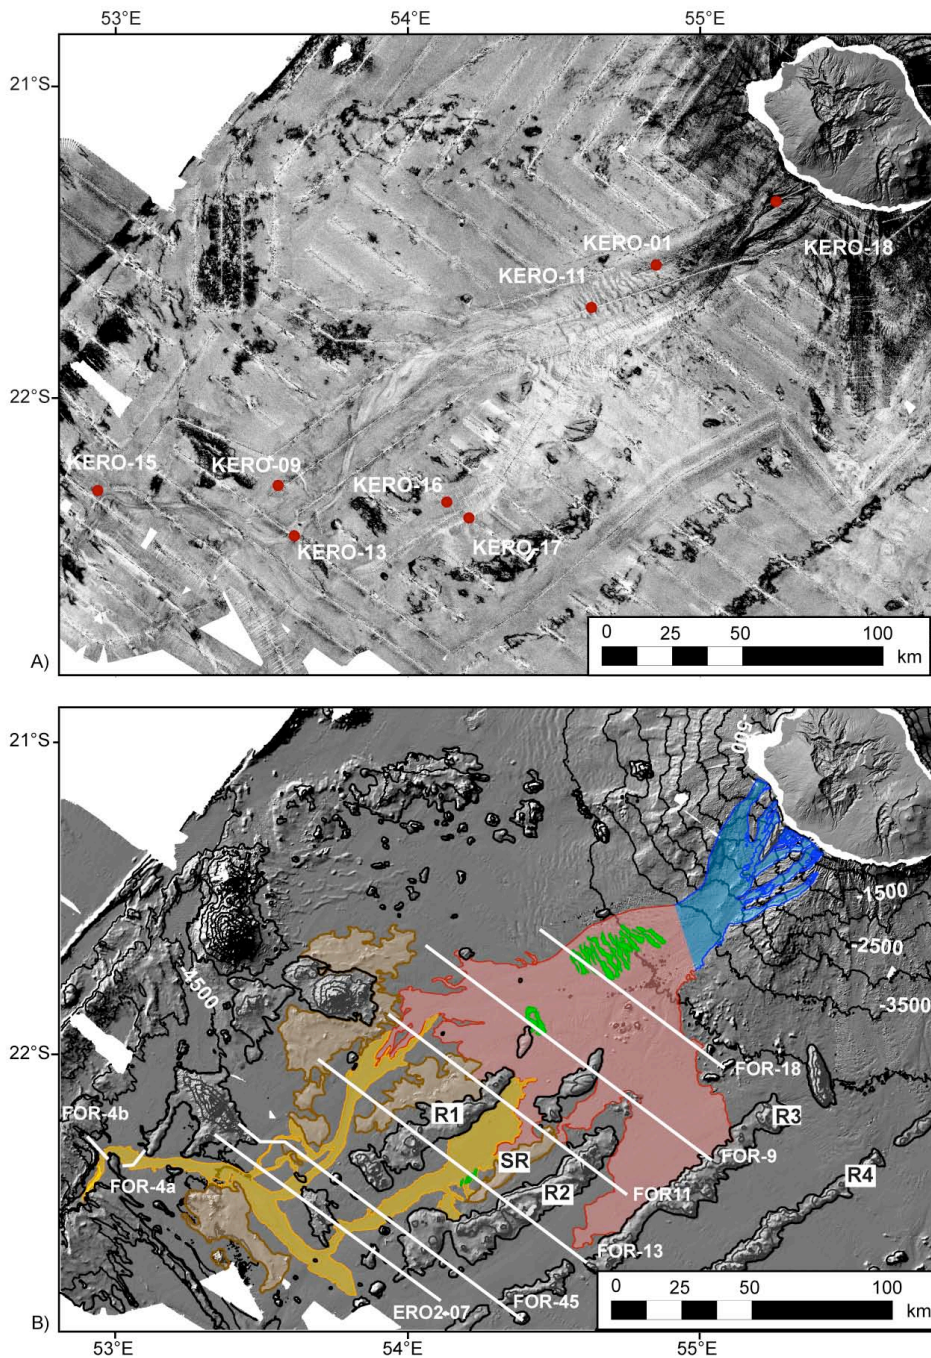 53°E 54°E 55°E
21°S
KERO-01
KERO-18
KERO-11
22°S
KERO-15
KERO-09
KERO-16
KERO-13
KERO-17
0 25 50 100
km
A)
21°S
-500
-1500
-2500
-4500
-3500
22°S
FOR-18
FOR-4b
R1
R3
FOR-9
SR
R4
FOR-4a
R2
FOR11
FOR-13
0 25 50 100
FOR-45
km
ERO2-07
B)
53°E 54°E 55°E